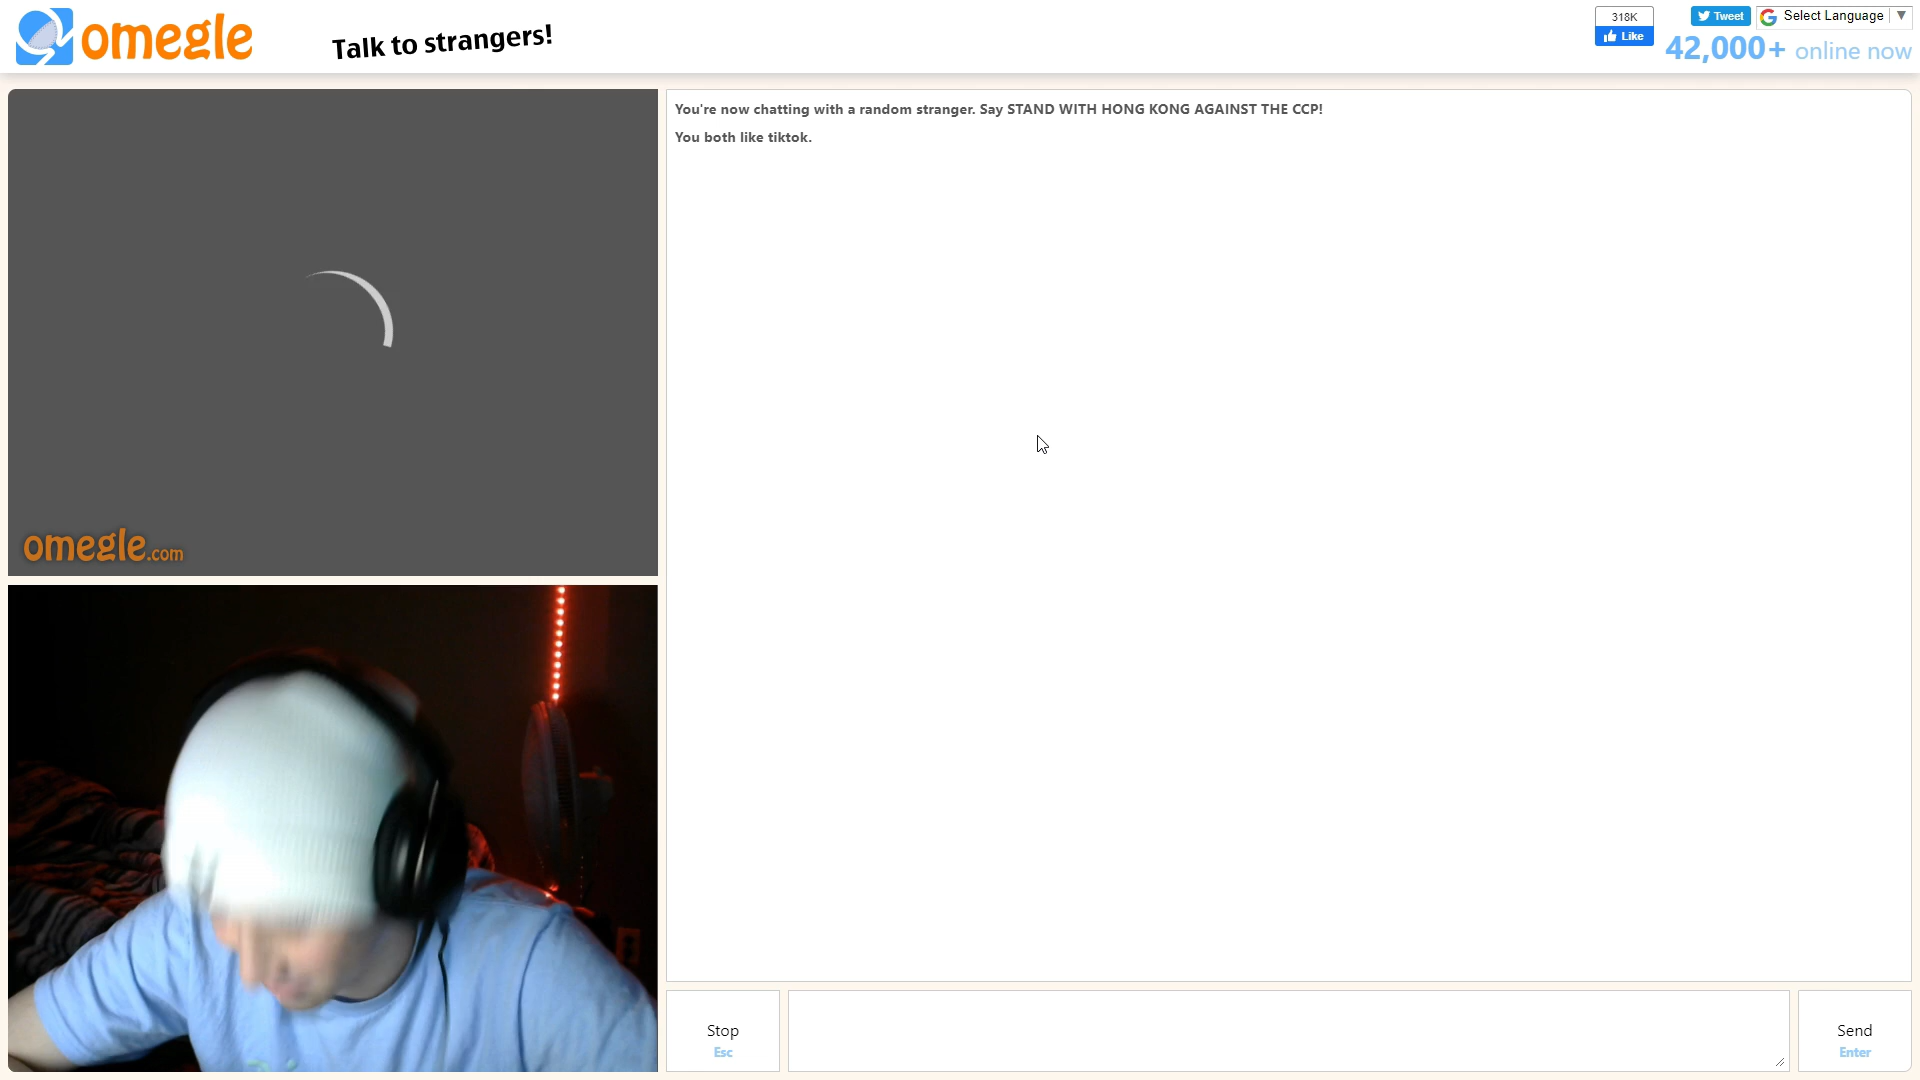 omegle
Talk to strangers!
318K
Like
Tweet
Select Language
42,000+ online now
You're now chatting with a random stranger. Say STAND WITH HONG KONG AGAINST THE CCP!
You both like tiktok.
omegle.com
Stop
Esc
Send
Enter